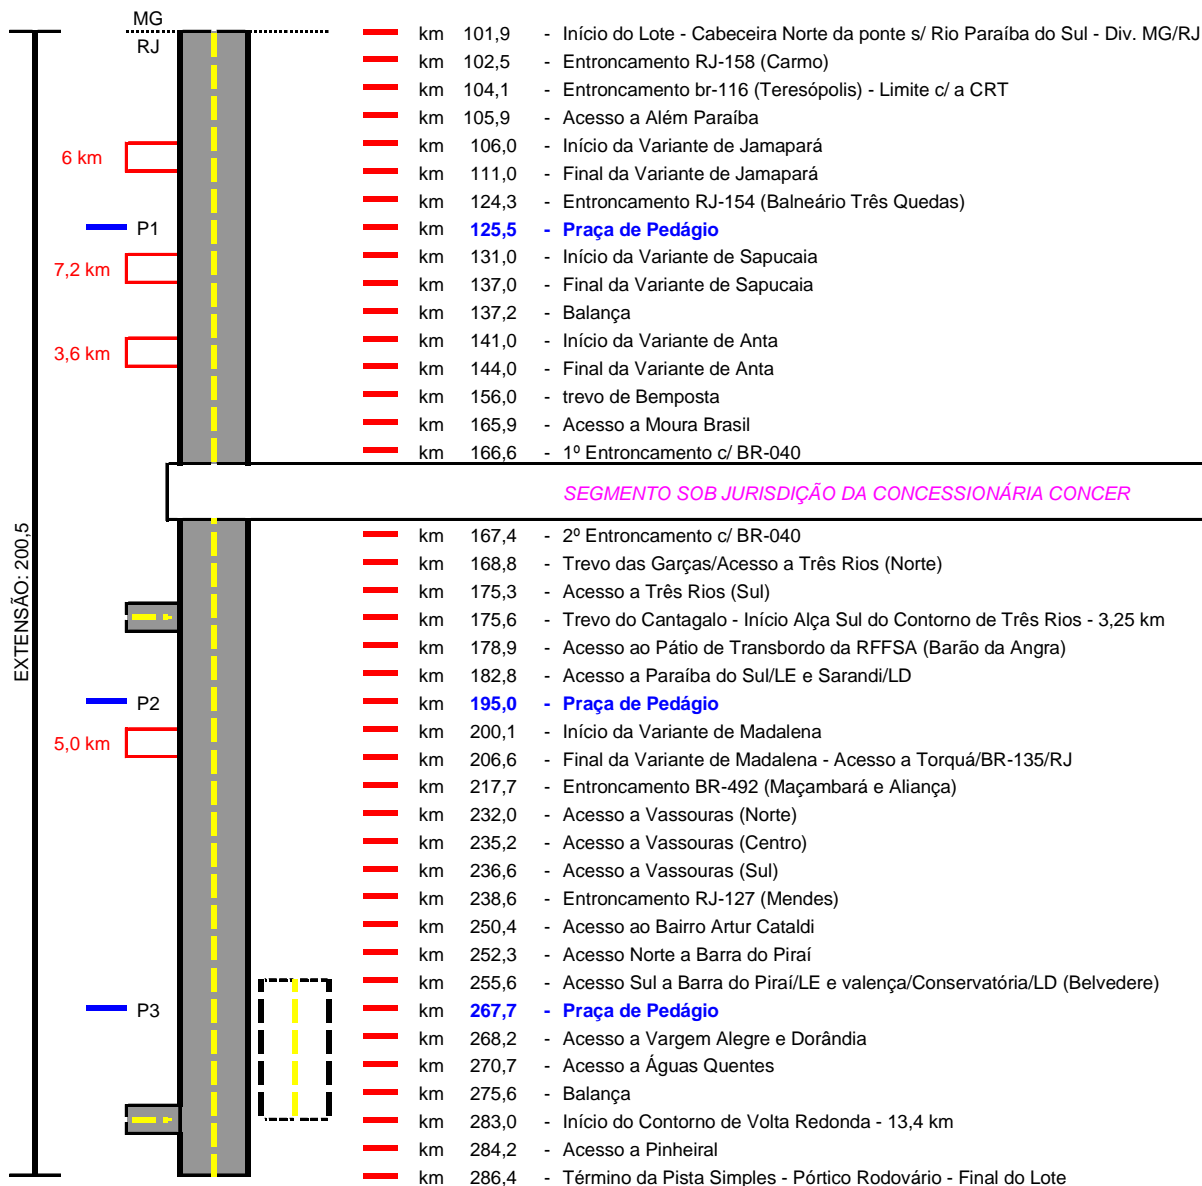 MG
RJ
EXTENSÃO: 200,5
6 km
P1
7,2 km
3,6 km
P2
5,0 km
P3
km 101,9 - Início do Lote - Cabeceira Norte da ponte s/ Rio Paraíba do Sul - Div. MG/RJ
km 102,5 - Entroncamento RJ-158 (Carmo)
km 104,1 - Entroncamento br-116 (Teresópolis) - Limite c/ a CRT
km 105,9 - Acesso a Além Paraíba
km 106,0 - Início da Variante de Jamapará
km 111,0 - Final da Variante de Jamapará
km 124,3 - Entroncamento RJ-154 (Balneário Três Quedas)
km 125,5 - Praça de Pedágio
km 131,0 - Início da Variante de Sapucaia
km 137,0 - Final da Variante de Sapucaia
km 137,2 - Balança
km 141,0 - Início da Variante de Anta
km 144,0 - Final da Variante de Anta
km 156,0 - trevo de Bemposta
km 165,9 - Acesso a Moura Brasil
km 166,6 - 1º Entroncamento c/ BR-040
SEGMENTO SOB JURISDIÇÃO DA CONCESSIONÁRIA CONCER
km 167,4 - 2º Entroncamento c/ BR-040
km 168,8 - Trevo das Garças/Acesso a Três Rios (Norte)
km 175,3 - Acesso a Três Rios (Sul)
km 175,6 - Trevo do Cantagalo - Início Alça Sul do Contorno de Três Rios - 3,25 km
km 178,9 - Acesso ao Pátio de Transbordo da RFFSA (Barão da Angra)
km 182,8 - Acesso a Paraíba do Sul/LE e Sarandi/LD
km 195,0 - Praça de Pedágio
km 200,1 - Início da Variante de Madalena
km 206,6 - Final da Variante de Madalena - Acesso a Torquá/BR-135/RJ
km 217,7 - Entroncamento BR-492 (Maçambará e Aliança)
km 232,0 - Acesso a Vassouras (Norte)
km 235,2 - Acesso a Vassouras (Centro)
km 236,6 - Acesso a Vassouras (Sul)
km 238,6 - Entroncamento RJ-127 (Mendes)
km 250,4 - Acesso ao Bairro Artur Cataldi
km 252,3 - Acesso Norte a Barra do Piraí
km 255,6 - Acesso Sul a Barra do Piraí/LE e valença/Conservatória/LD (Belvedere)
km 267,7 - Praça de Pedágio
km 268,2 - Acesso a Vargem Alegre e Dorândia
km 270,7 - Acesso a Águas Quentes
km 275,6 - Balança
km 283,0 - Início do Contorno de Volta Redonda - 13,4 km
km 284,2 - Acesso a Pinheiral
km 286,4 - Término da Pista Simples - Pórtico Rodovário - Final do Lote